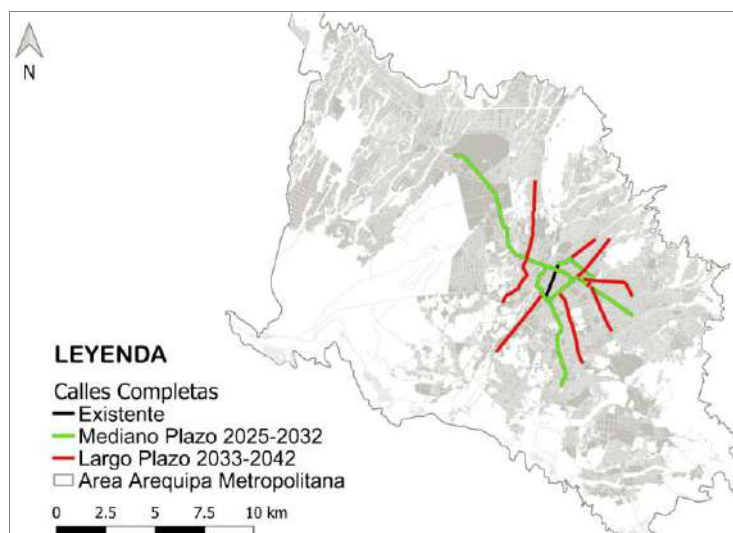 N
LEYENDA
Calles Completas
Existente
Mediano Plazo 2025-2032
Largo Plazo 2033-2042
Area Arequipa Metropolitana
0 2.5 5 7.5 10 km